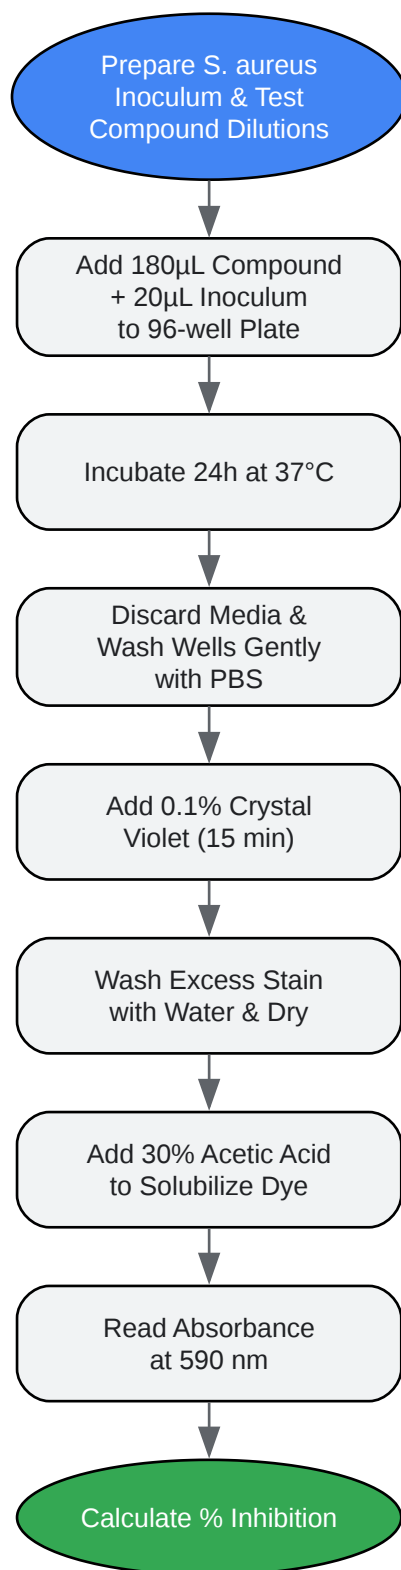 Prepare S. aureus
Inoculum & Test
Compound Dilutions
Add 180µL Compound
+ 20µL Inoculum
to 96-well Plate
Incubate 24h at 37°C
Discard Media &
Wash Wells Gently
with PBS
Add 0.1% Crystal
Violet (15 min)
Wash Excess Stain
with Water & Dry
Add 30% Acetic Acid
to Solubilize Dye
Read Absorbance
at 590 nm
Calculate % Inhibition